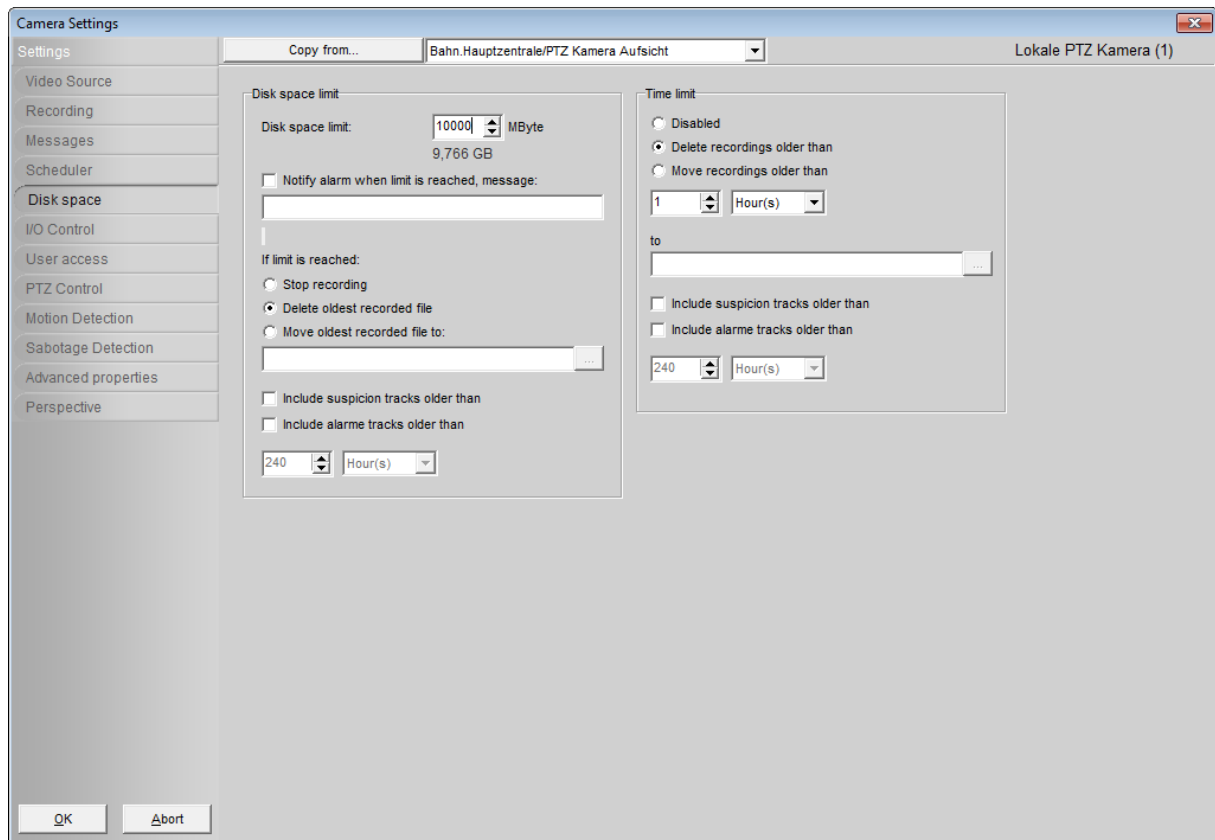 Camera Settings
Settings
Copy from...
Bahn.Hauptzentrale/PTZ Kamera Aufsicht
Lokale PTZ Kamera (1)
Video Source
Recording
Messages
Scheduler
Disk space
I/O Control
User access
PTZ Control
Motion Detection
Sabotage Detection
Advanced properties
Perspective
Disk space limit
Disk space limit:
10000
MByte
9,766 GB
Notify alarm when limit is reached, message:
If limit is reached:
Stop recording
Delete oldest recorded file
Move oldest recorded file to:
...
Include suspicion tracks older than
Include alarme tracks older than
240
Hour(s)
Time limit
Disabled
Delete recordings older than
Move recordings older than
1
Hour(s)
to
...
Include suspicion tracks older than
Include alarme tracks older than
240
Hour(s)
OK
Abort